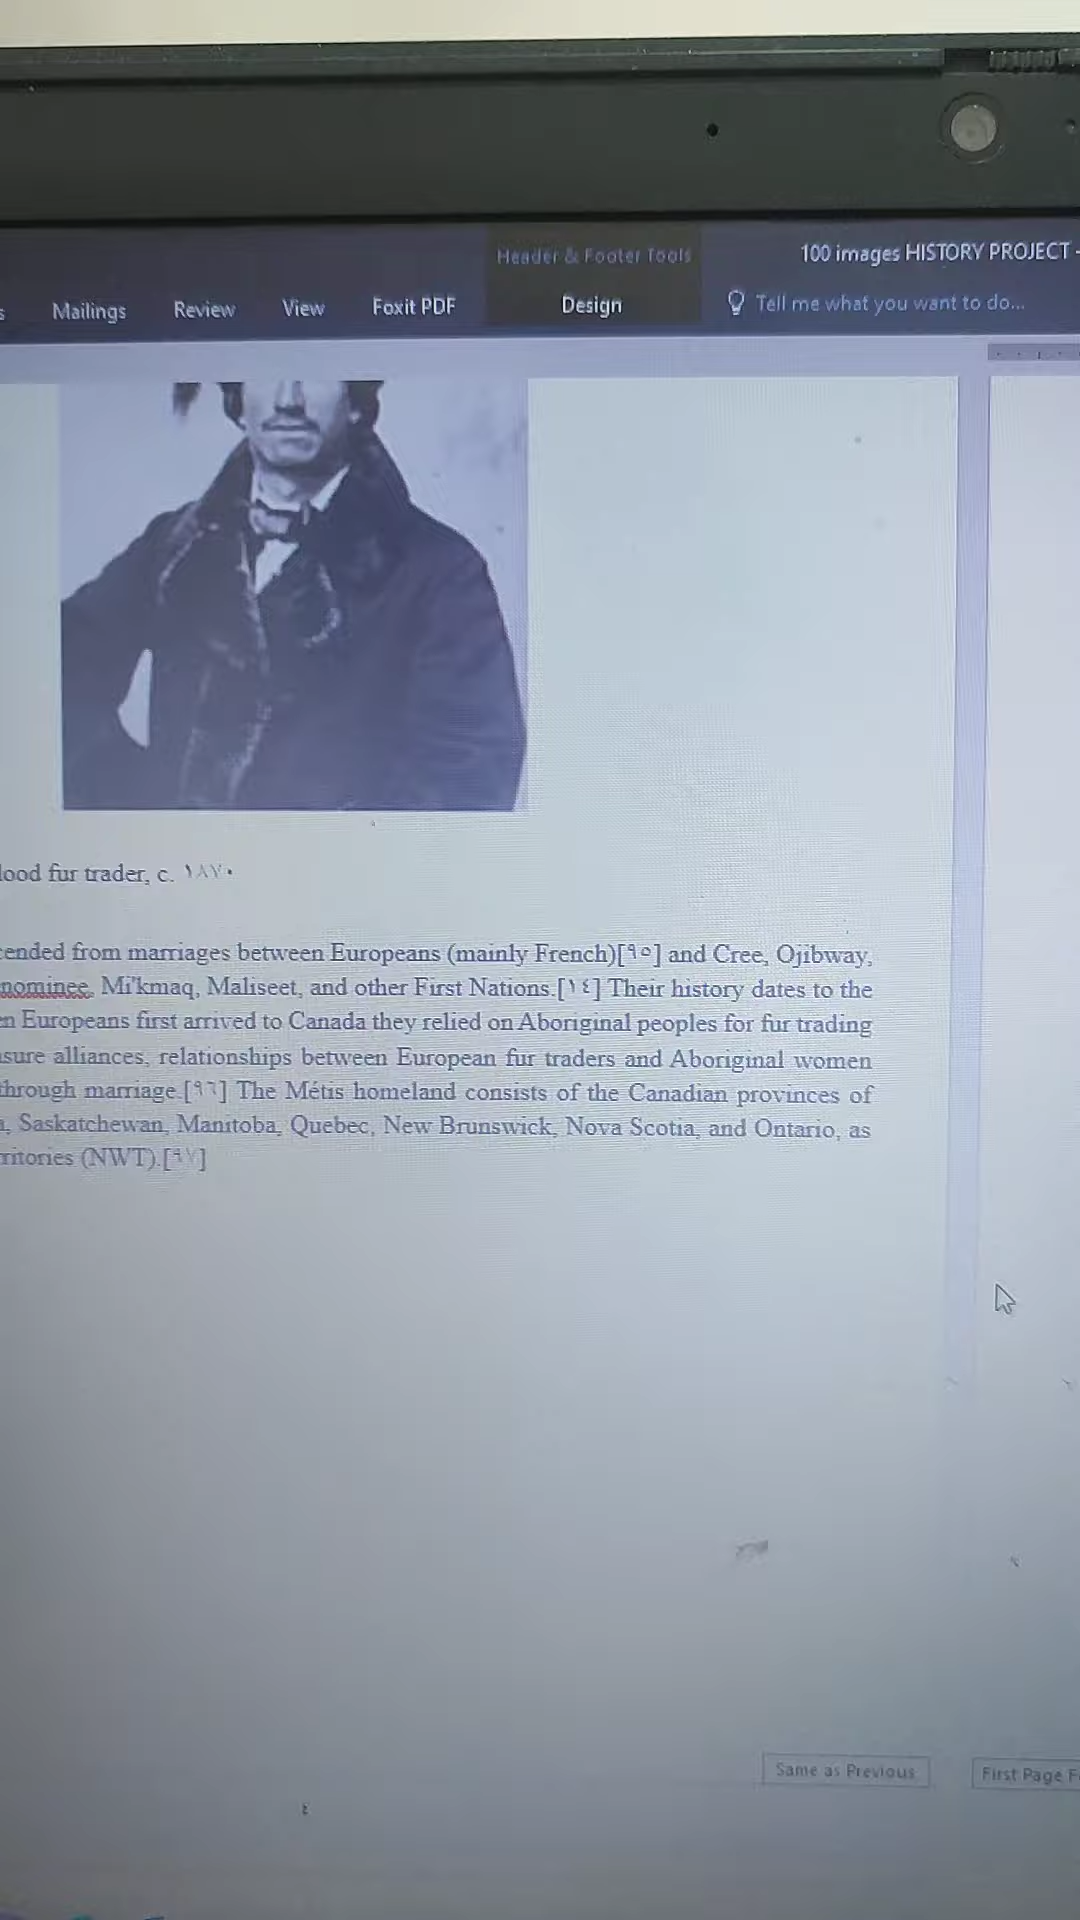 Header & Footer Tools
100 images HISTORY PROJECT -
Mailings Review View Foxit PDF Design Tell me what you want to do...
lood fur trader, c. ١٨٧٠
ended from marriages between Europeans (mainly French)[٩٥] and Cree, Ojibway,
nominee, Mi'kmaq, Maliseet, and other First Nations.[١٤] Their history dates to the
n Europeans first arrived to Canada they relied on Aboriginal peoples for fur trading
sure alliances, relationships between European fur traders and Aboriginal women
through marriage.[٩٦] The Métis homeland consists of the Canadian provinces of
, Saskatchewan, Manitoba, Quebec, New Brunswick, Nova Scotia, and Ontario, as
ritories (NWT).[٩٧]
Same as Previous
First Page F
٤